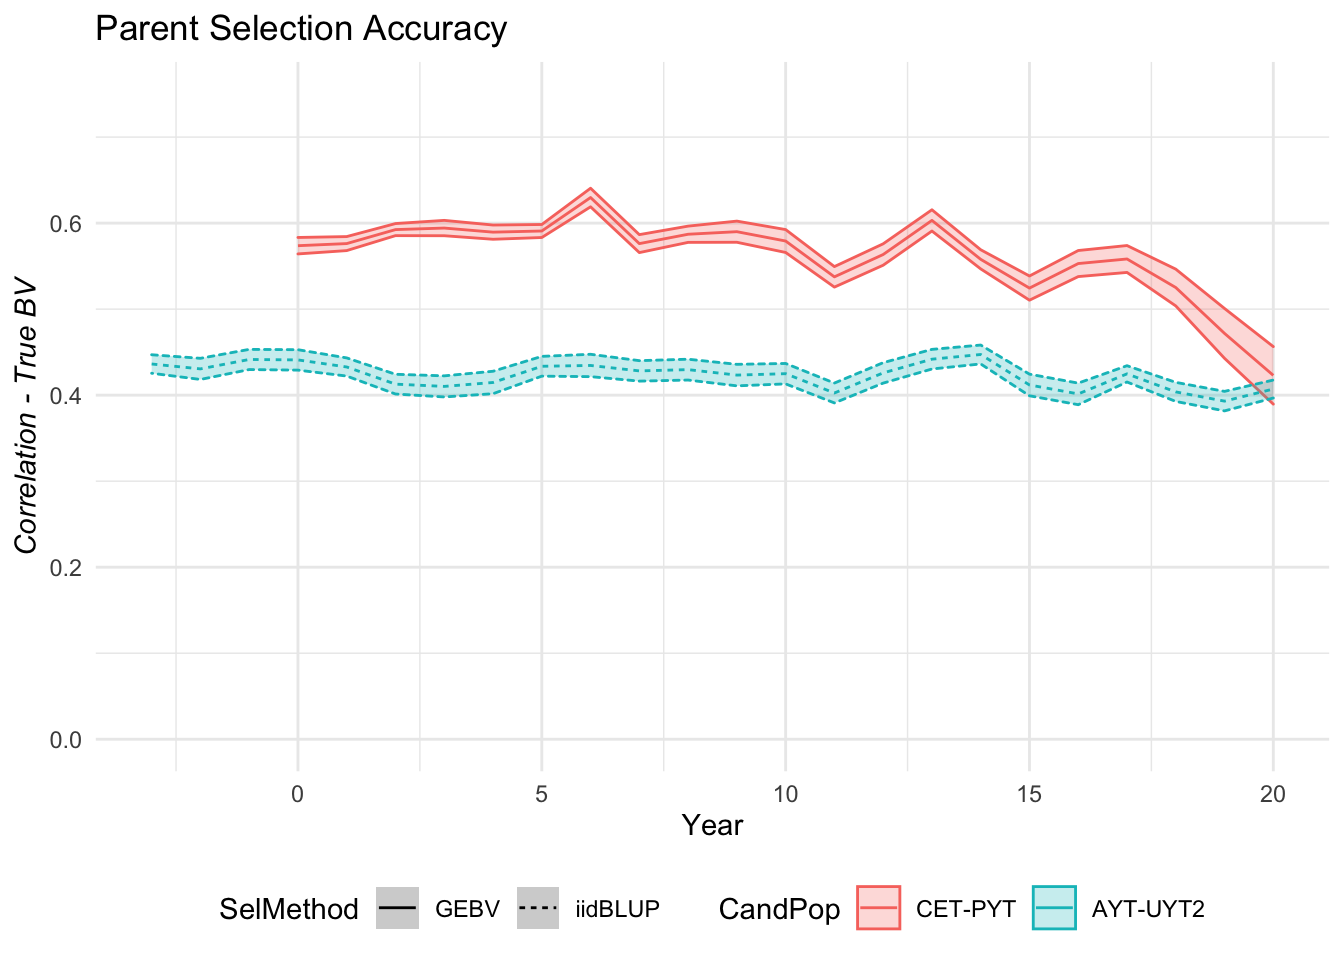 Parent Selection Accuracy
Correlation - True BV
0.6
0.4
0.2
0.0
0 5 10 15 20
Year
SelMethod GEBV iidBLUP CandPop CET-PYT AYT-UYT2